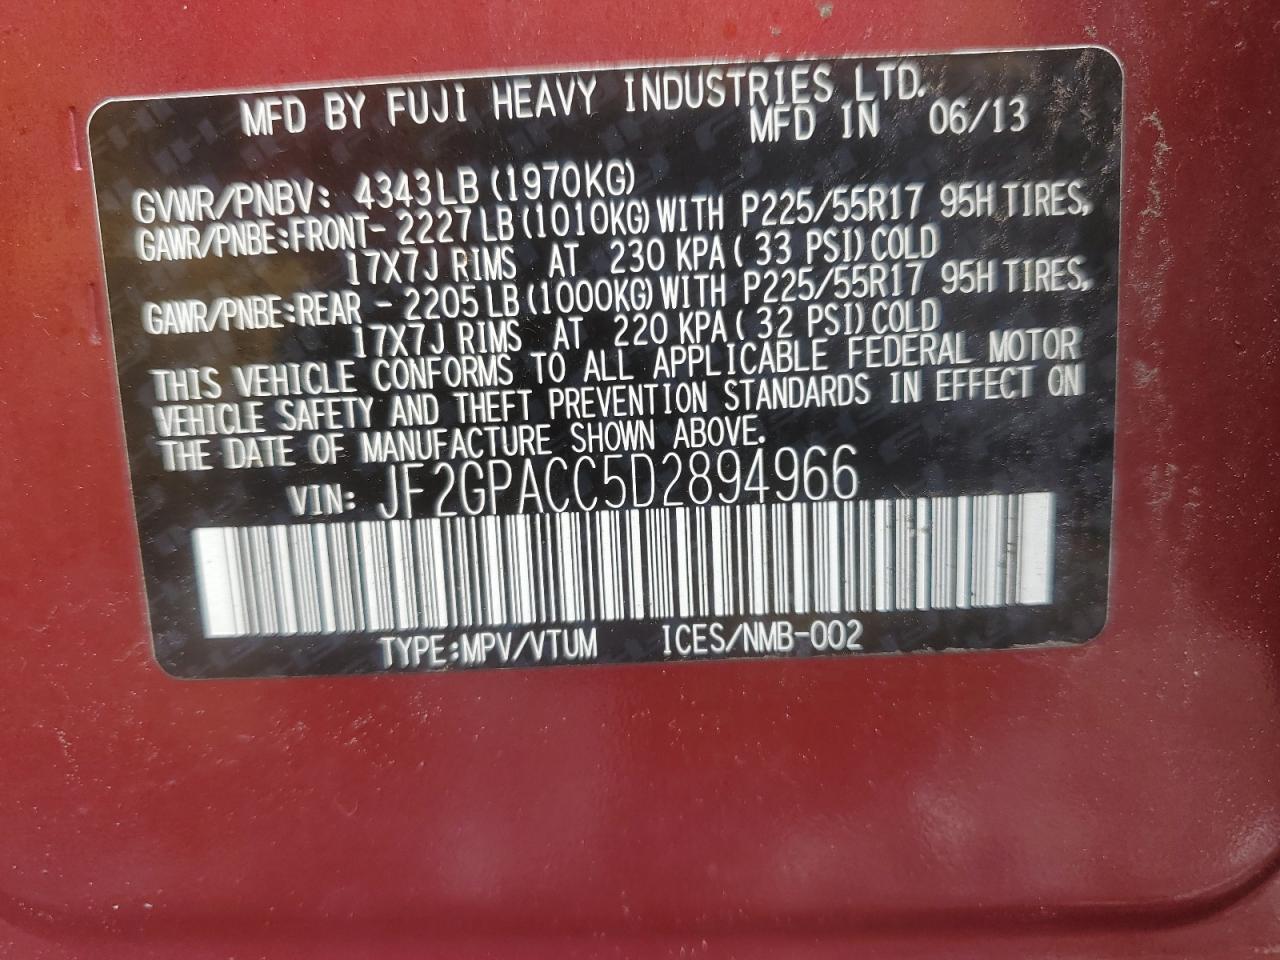 MFD BY FUJI HEAVY INDUSTRIES LTD.
MFD IN 06/13
GVWR/PNBV: 4343LB (1970KG)
GAWR/PNBE:FRONT- 2227LB (1010KG) WITH P225/55R17 95H TIRES,
17X7J RIMS AT 230 KPA ( 33 PSI) COLD
GAWR/PNBE:REAR - 2205LB (1000KG) WITH P225/55R17 95H TIRES,
17X7J RIMS AT 220 KPA ( 32 PSI) COLD
THIS VEHICLE CONFORMS TO ALL APPLICABLE FEDERAL MOTOR
VEHICLE SAFETY AND THEFT PREVENTION STANDARDS IN EFFECT ON
THE DATE OF MANUFACTURE SHOWN ABOVE.
VIN: JF2GPACC5D2894966
TYPE:MPV/VTUM ICES/NMB-002